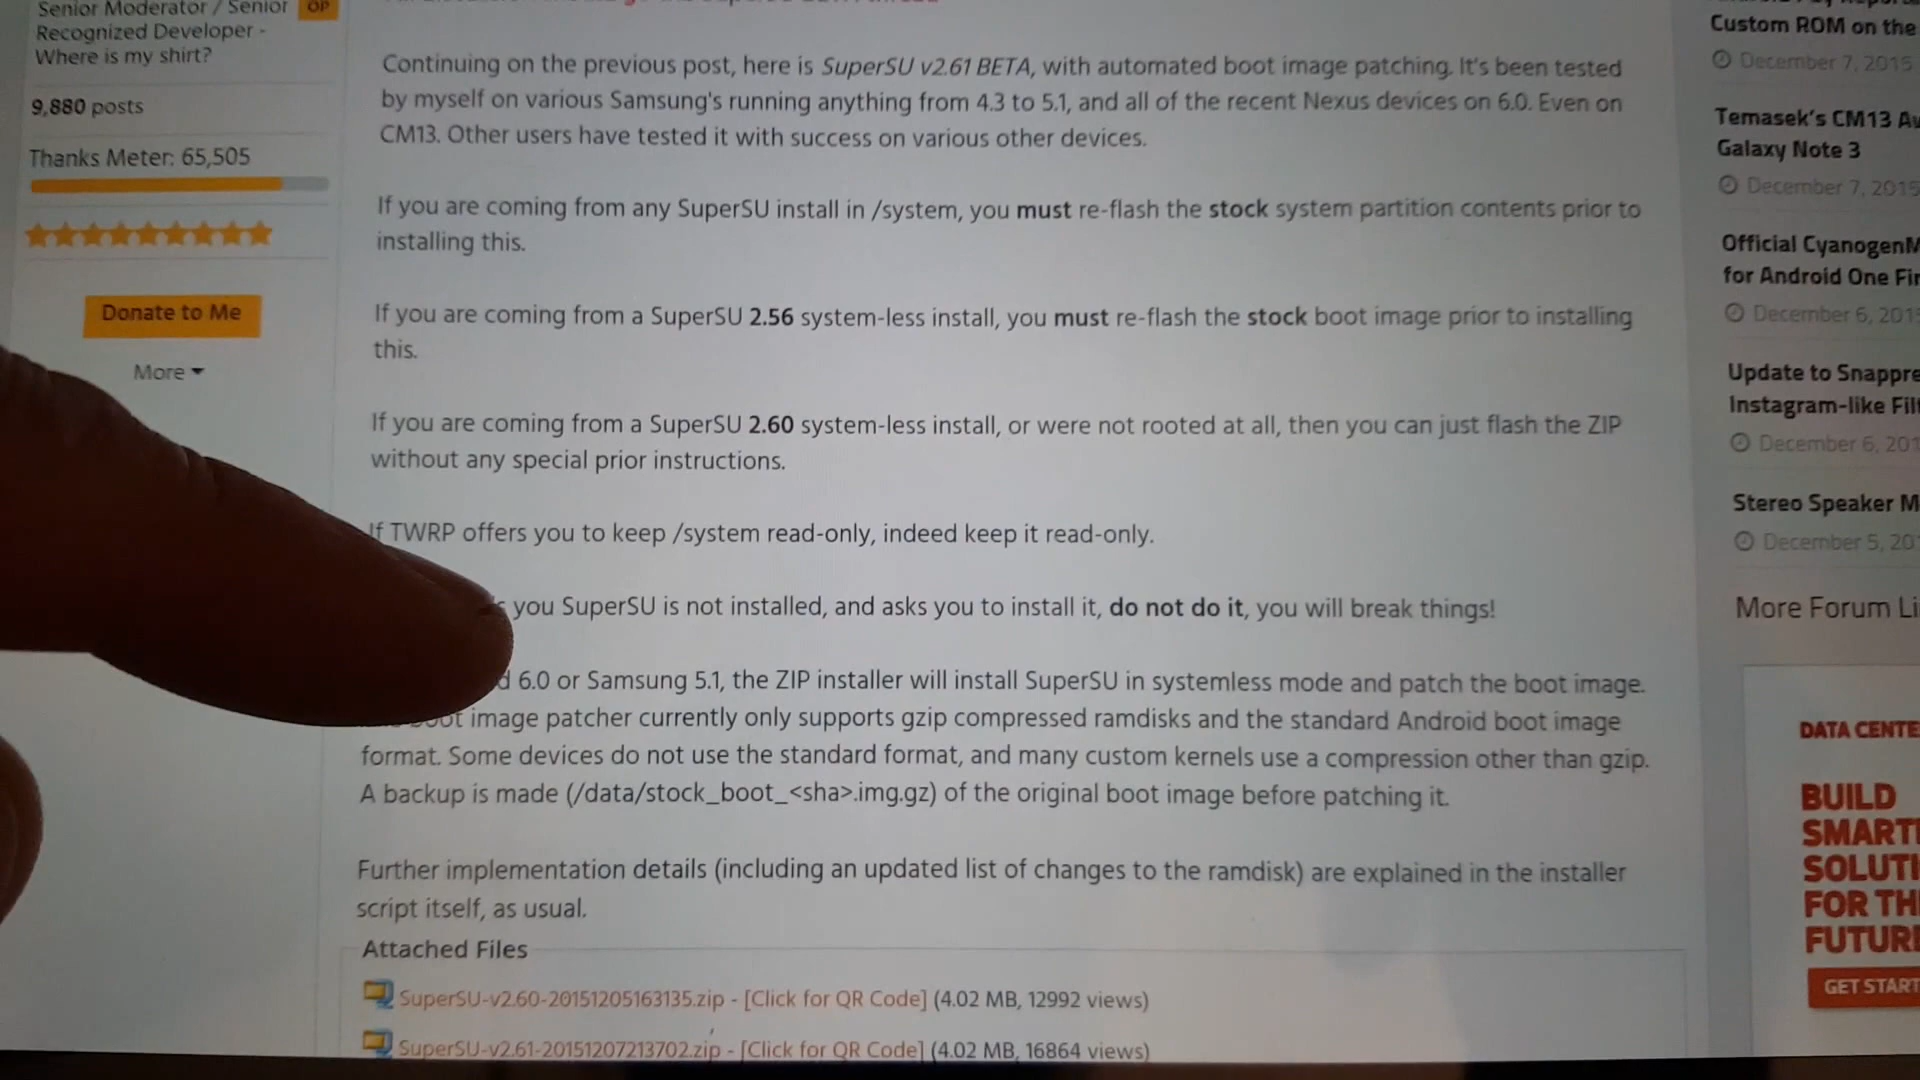 Senior Moderator / Senior
OP
Recognized Developer -
Where is my shirt?
9,880 posts
Thanks Meter: 65,505
Donate to Me
More
Continuing on the previous post, here is SuperSU v2.61 BETA, with automated boot image patching. It's been tested
by myself on various Samsung's running anything from 4.3 to 5.1, and all of the recent Nexus devices on 6.0. Even on
CM13. Other users have tested it with success on various other devices.
If you are coming from any SuperSU install in /system, you must re-flash the stock system partition contents prior to
installing this.
If you are coming from a SuperSU 2.56 system-less install, you must re-flash the stock boot image prior to installing
this.
If you are coming from a SuperSU 2.60 system-less install, or were not rooted at all, then you can just flash the ZIP
without any special prior instructions.
If TWRP offers you to keep /system read-only, indeed keep it read-only.
you SuperSU is not installed, and asks you to install it, do not do it, you will break things!
6.0 or Samsung 5.1, the ZIP installer will install SuperSU in systemless mode and patch the boot image.
image patcher currently only supports gzip compressed ramdisks and the standard Android boot image
format. Some devices do not use the standard format, and many custom kernels use a compression other than gzip.
A backup is made (/data/stock_boot_<sha>.img.gz) of the original boot image before patching it.
Further implementation details (including an updated list of changes to the ramdisk) are explained in the installer
script itself, as usual.
Attached Files
SuperSU-v2.60-20151205163135.zip - [Click for QR Code] (4.02 MB, 12992 views)
SuperSU-v2.61-20151207213702.zip - [Click for QR Code] (4.02 MB, 16864 views)
Custom ROM on the
December 7, 2015
Temasek's CM13 Av
Galaxy Note 3
December 7, 2015
Official CyanogenM
for Android One Fir
December 6, 201
Update to Snappre
Instagram-like Filt
December 6, 201
Stereo Speaker M
December 5, 20
More Forum Li
DATA CENTE
BUILD
SMART
SOLUTI
FOR TH
FUTUR
GET START